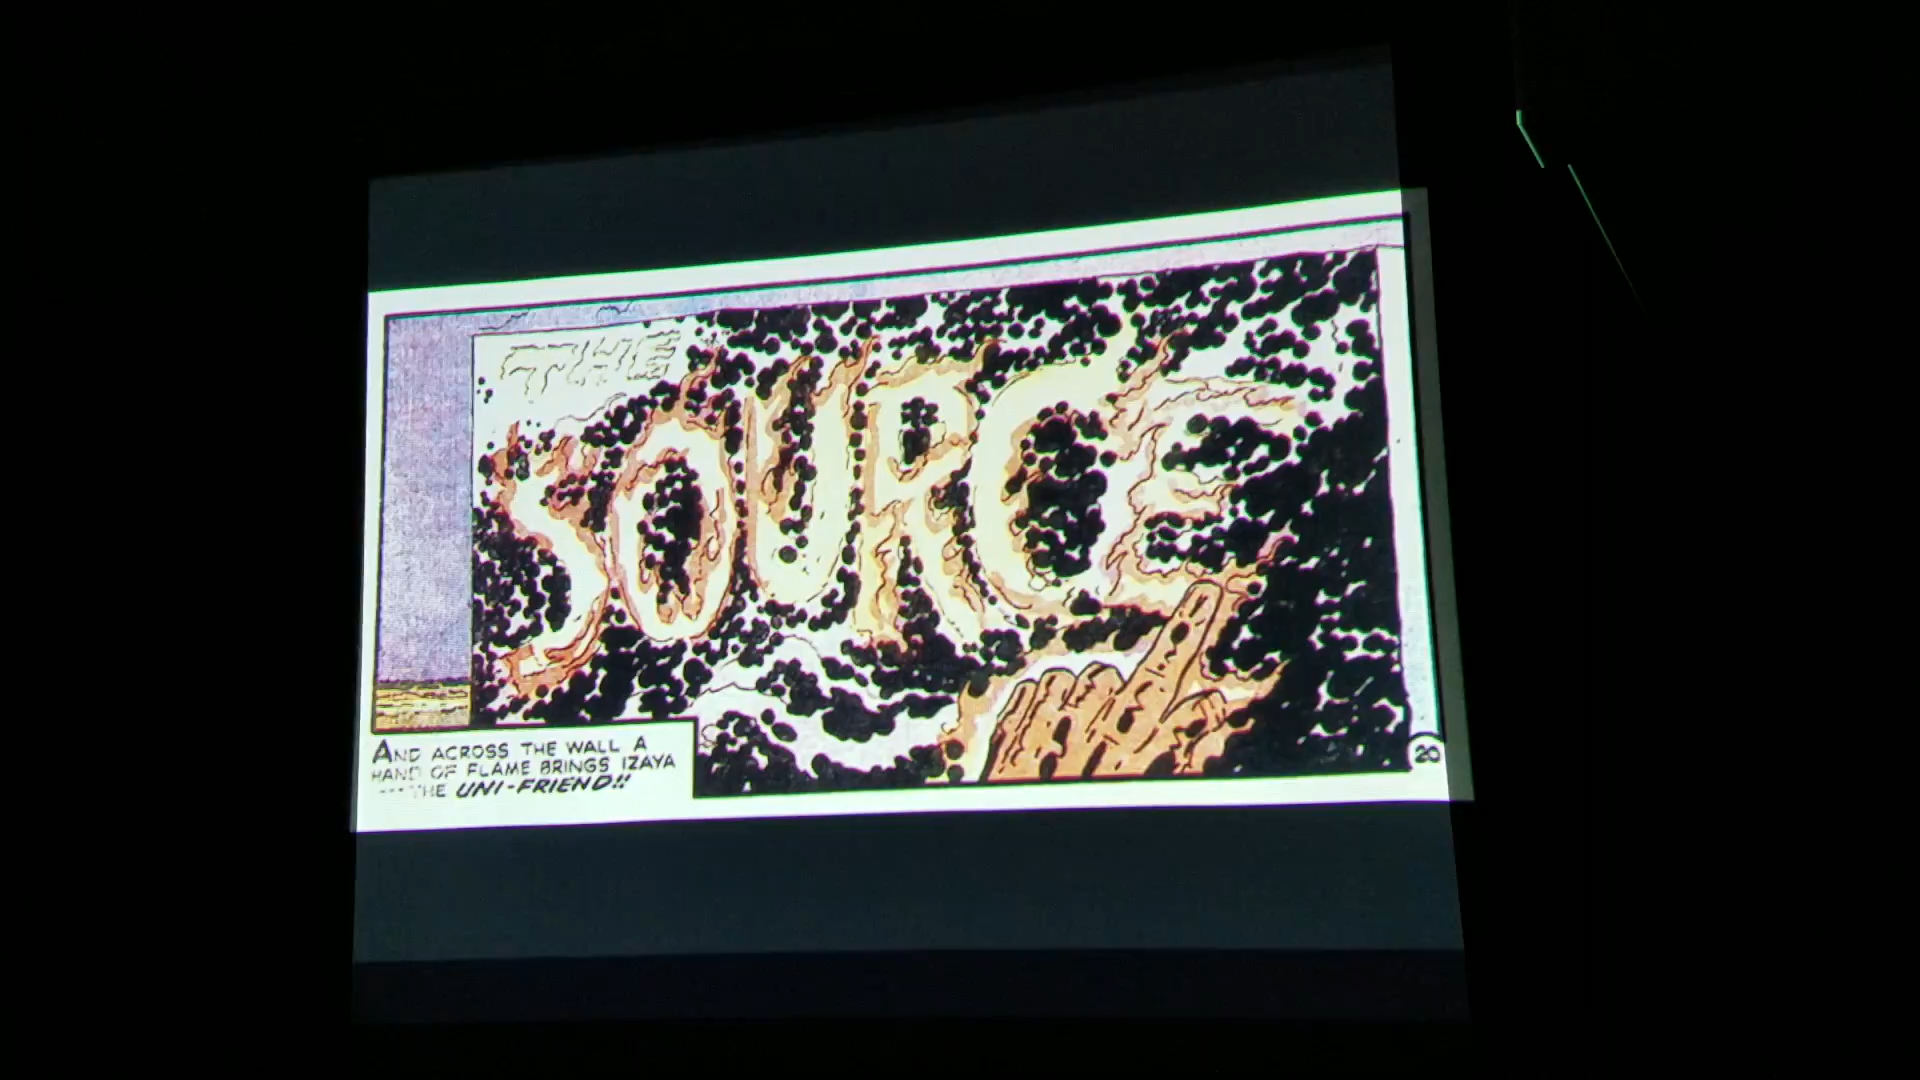 THE
SOURCE
AND ACROSS THE WALL A
HAND OF FLAME BRINGS IZAYA
---THE UNI-FRIEND!!
20